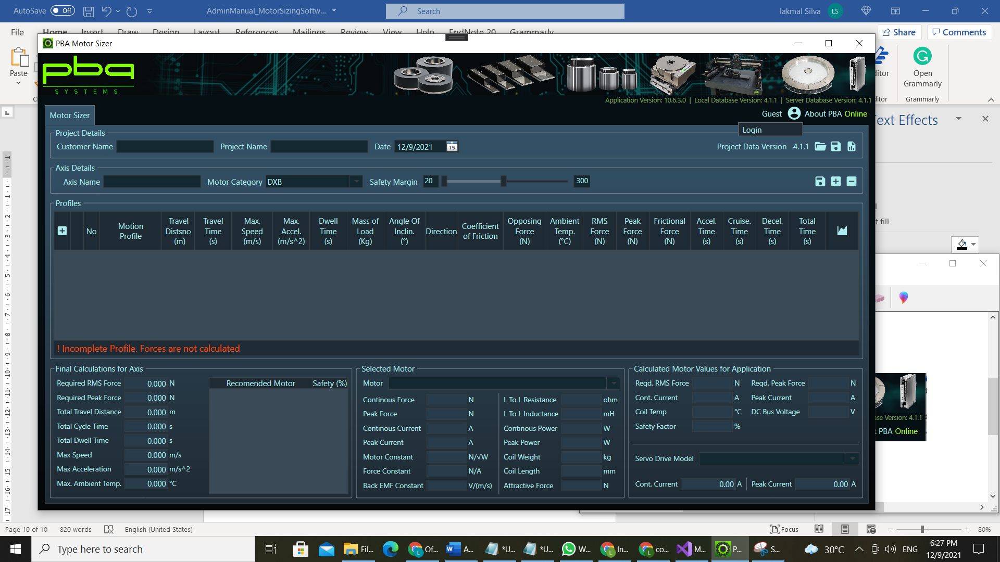 AutoSave Off AdminManual_MotorSizingSoftw... Search lakmal Silva LS
File Home Insert Draw Design Layout References Mailings Review View Help EndNote 20 Grammarly Share Comments
PBA Motor Sizer
Paste
Open
Grammarly
Grammarly
pba
SYSTEMS
Application Version: 10.6.3.0 | Local Database Version: 4.1.1 | Server Database Version: 4.1.1
Motor Sizer
Guest About PBA Online
Login
ext Effects
Project Details
Customer Name Project Name Date 12/9/2021 15 Project Data Version 4.1.1
Axis Details
Axis Name Motor Category DXB Safety Margin 20 300
Profiles
No
Motion Profile
Travel Distsnce (m)
Travel Time (s)
Max. Speed (m/s)
Max. Accel. (m/s^2)
Dwell Time (s)
Mass of Load (Kg)
Angle Of Inclin. (°)
Direction
Coefficient of Friction
Opposing Force (N)
Ambient Temp. (°C)
RMS Force (N)
Peak Force (N)
Frictional Force (N)
Accel. Time (s)
Cruise. Time (s)
Decel. Time (s)
Total Time (s)
t fill
! Incomplete Profile. Forces are not calculated
Final Calculations for Axis
Required RMS Force 0.000 N
Required Peak Force 0.000 N
Total Travel Distance 0.000 m
Total Cycle Time 0.000 s
Total Dwell Time 0.000 s
Max Speed 0.000 m/s
Max Acceleration 0.000 m/s^2
Max. Ambient Temp. 0.000 °C
Recomended Motor Safety (%)
Selected Motor
Motor
Continous Force N
Peak Force N
Continous Current A
Peak Current A
Motor Constant N/√W
Force Constant N/A
Back EMF Constant V/(m/s)
L To L Resistance ohm
L To L Inductance mH
Continous Power W
Peak Power W
Coil Weight kg
Coil Length mm
Attractive Force N
Calculated Motor Values for Application
Reqd. RMS Force N Reqd. Peak Force N
Cont. Current A Peak Current A
Coil Temp °C DC Bus Voltage V
Safety Factor %
Servo Drive Model
Cont. Current 0.00 A Peak Current 0.00 A
ase Version: 4.1.1
t PBA Online
Page 10 of 10 820 words English (United States) Focus 80%
Type here to search Fil... Of... A... *U... *U... W... In... co... M... P... S... 30°C ENG
6:27 PM
12/9/2021